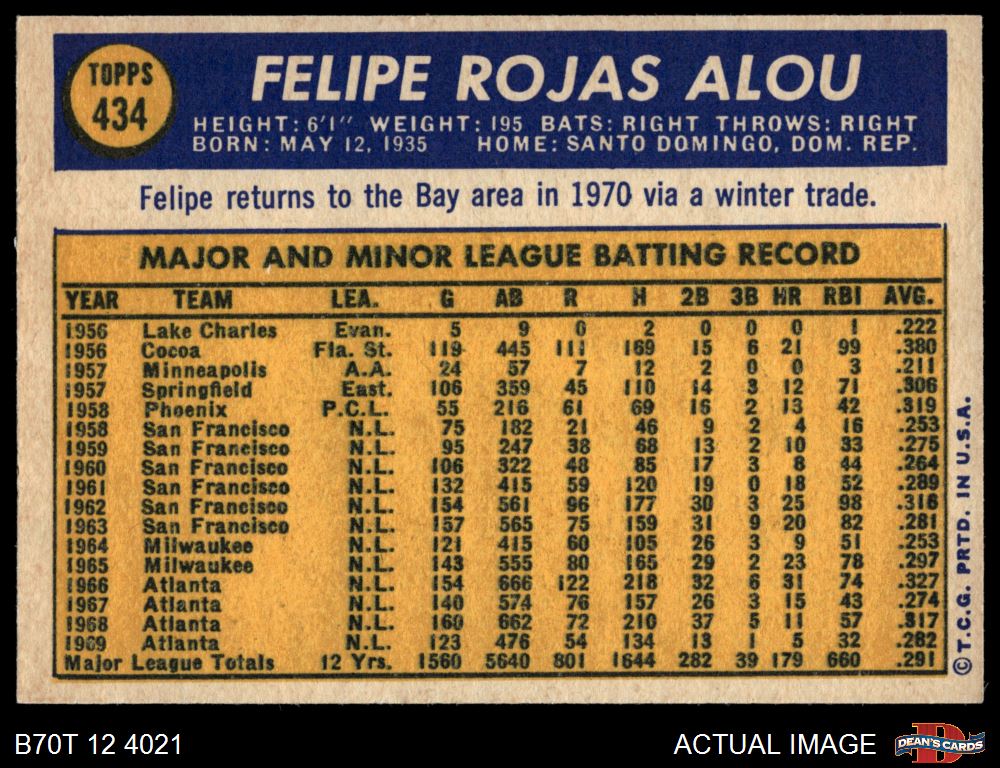 TOPPS
434
FELIPE ROJAS ALOU
HEIGHT: 6'1" WEIGHT: 195 BATS: RIGHT THROWS: RIGHT
BORN: MAY 12, 1935 HOME: SANTO DOMINGO, DOM. REP.
Felipe returns to the Bay area in 1970 via a winter trade.
MAJOR AND MINOR LEAGUE BATTING RECORD
YEAR TEAM LEA. G AB R H 2B 3B HR RBI AVG.
1956 Lake Charles Evan. 5 9 0 2 0 0 0 1 .222
1956 Cocoa Fla. St. 119 445 111 169 15 6 21 99 .380
1957 Minneapolis A.A. 24 57 7 12 2 0 0 3 .211
1957 Springfield East. 106 359 45 110 14 3 12 71 .306
1958 Phoenix P.C.L. 55 216 61 69 16 2 13 42 .319
1958 San Francisco N.L. 75 182 21 46 9 2 4 16 .253
1959 San Francisco N.L. 95 247 38 68 13 2 10 33 .275
1960 San Francisco N.L. 106 322 48 85 17 3 8 44 .264
1961 San Francisco N.L. 132 415 59 120 19 0 18 52 .289
1962 San Francisco N.L. 154 561 96 177 30 3 25 98 .316
1963 San Francisco N.L. 157 565 75 159 31 9 20 82 .281
1964 Milwaukee N.L. 121 415 60 105 26 3 9 51 .253
1965 Milwaukee N.L. 143 555 80 165 29 2 23 78 .297
1966 Atlanta N.L. 154 666 122 218 32 6 31 74 .327
1967 Atlanta N.L. 140 574 76 157 26 3 15 43 .274
1968 Atlanta N.L. 160 662 72 210 37 5 11 57 .317
1969 Atlanta N.L. 123 476 54 134 13 1 5 32 .282
Major League Totals 12 Yrs. 1560 5640 801 1644 282 39 179 660 .291
© T.C.G. PRTD. IN U.S.A.
B70T 12 4021
ACTUAL IMAGE
D
DEAN'S CARDS